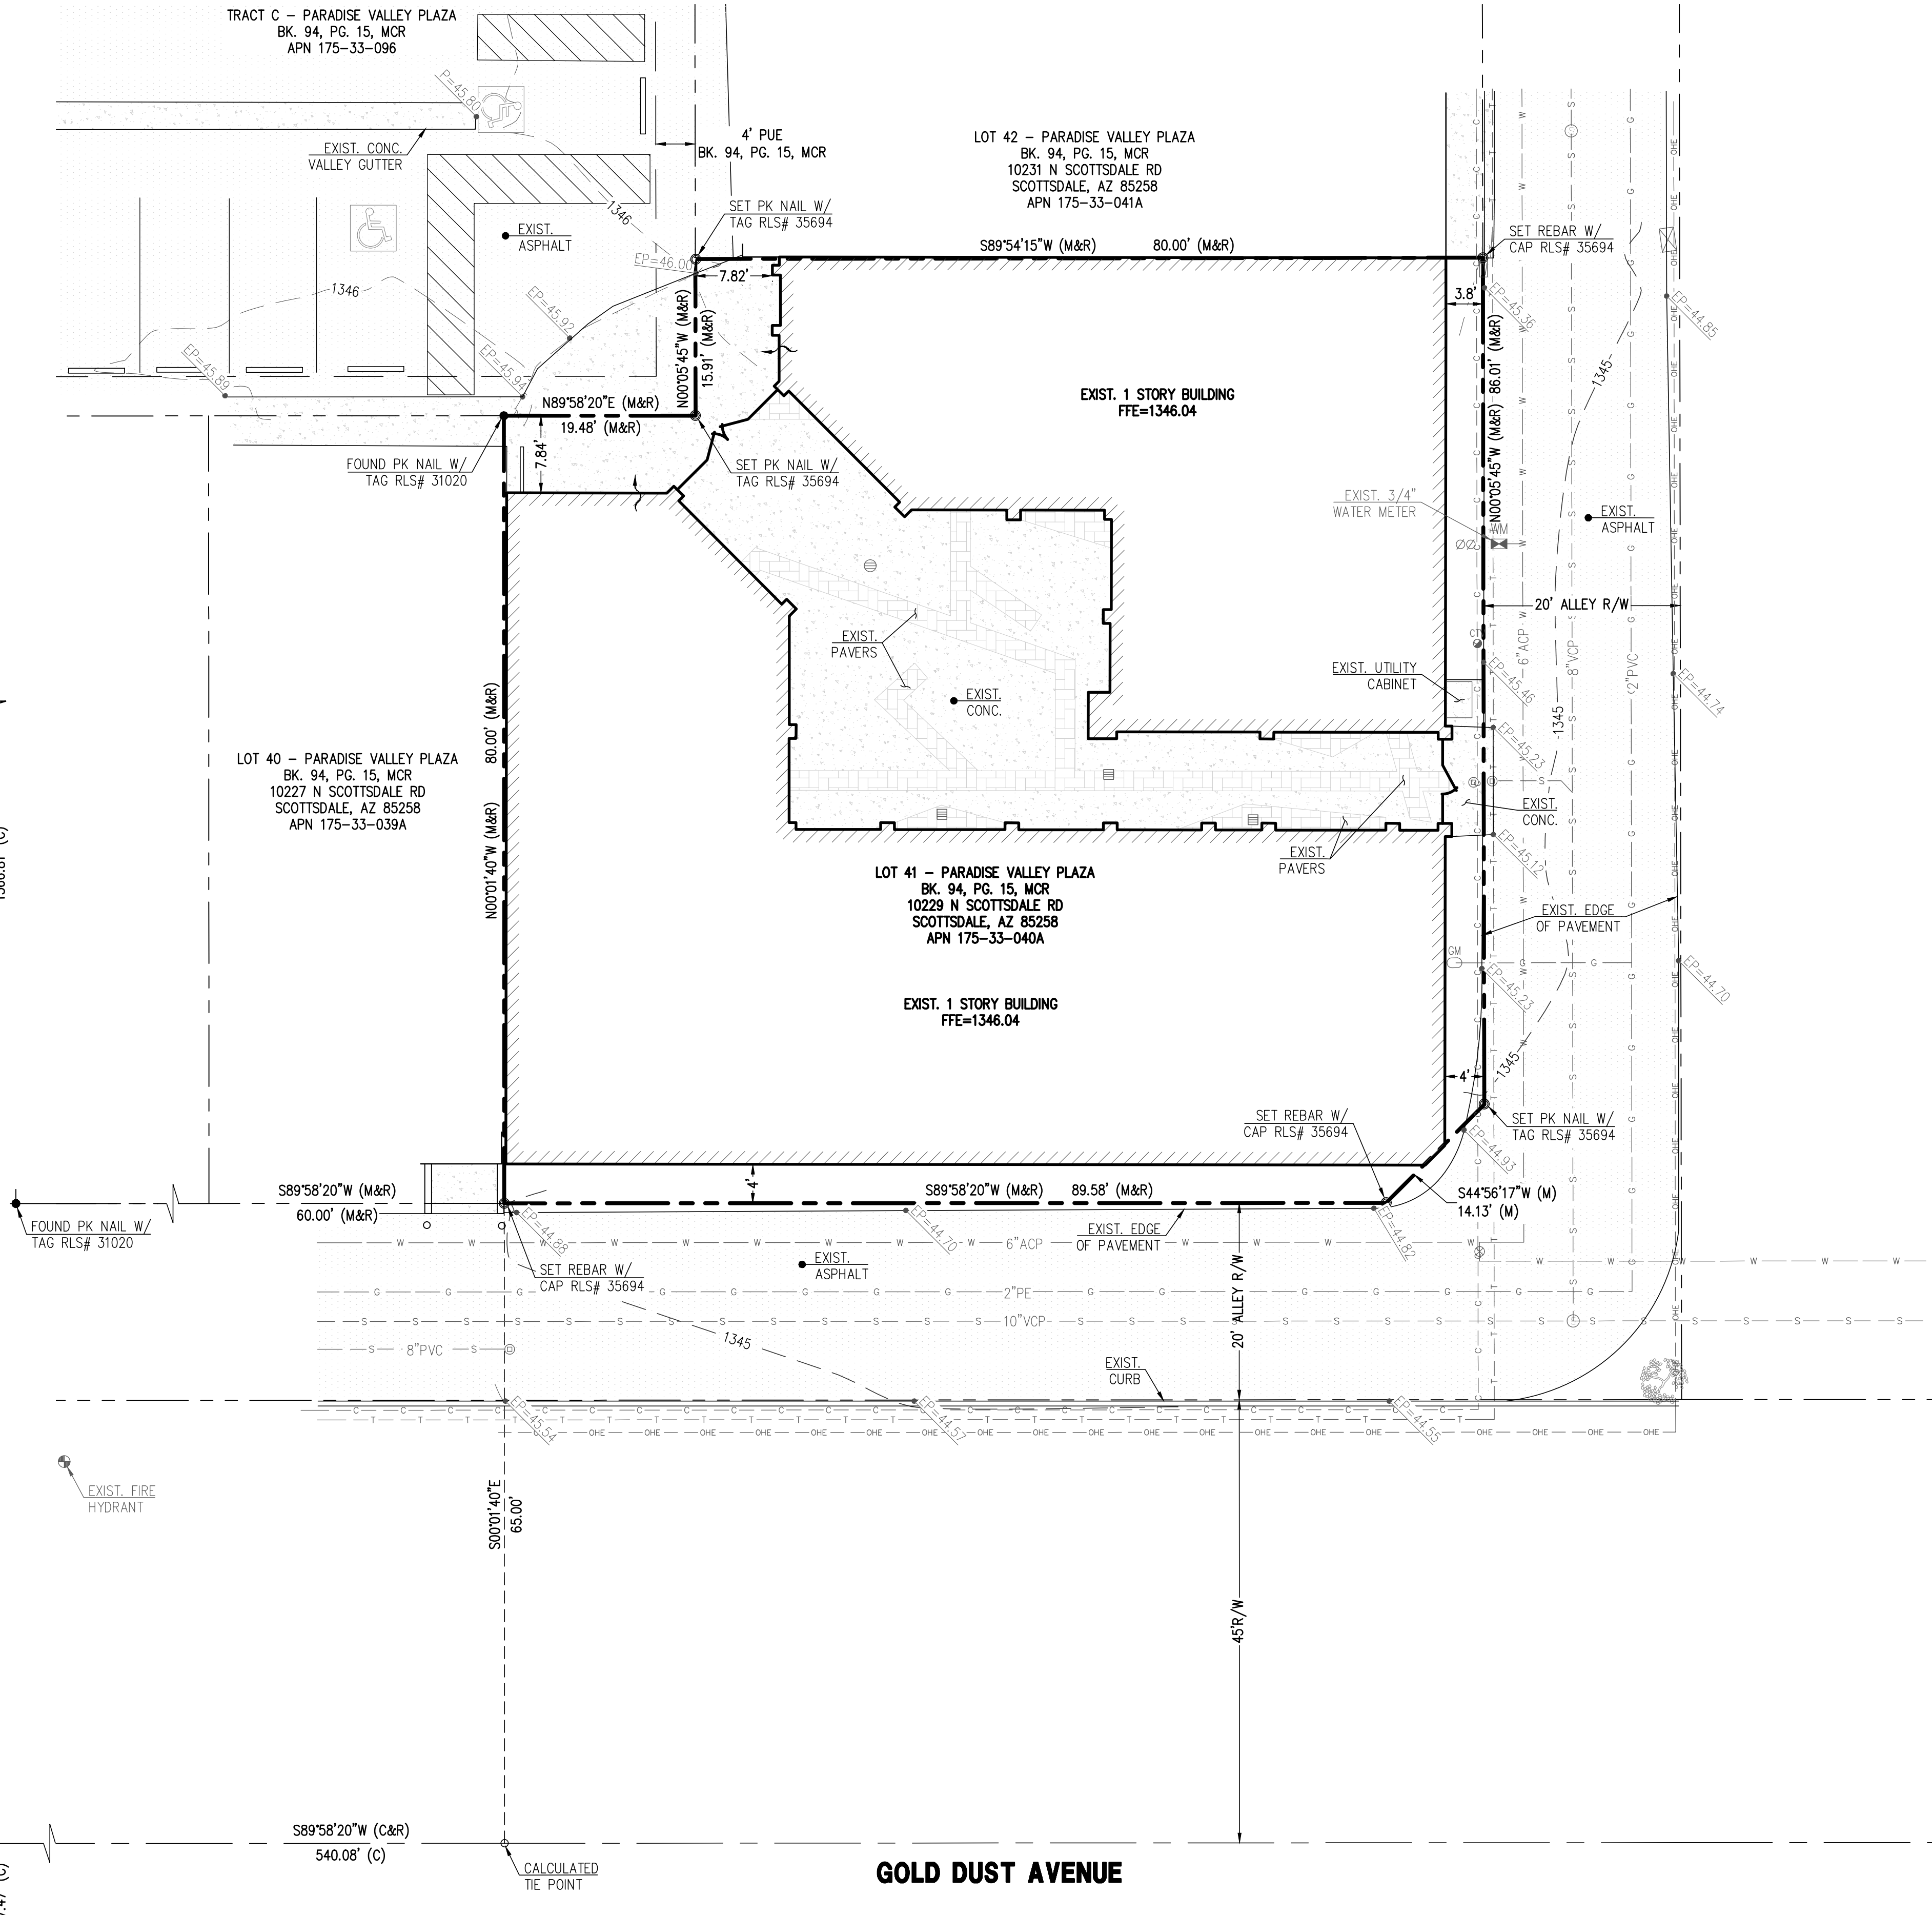 TRACT C – PARADISE VALLEY PLAZA
BK. 94, PG. 15, MCR
APN 175-33-096
P=45.80
EXIST. CONC.
VALLEY GUTTER
4' PUE
BK. 94, PG. 15, MCR
LOT 42 – PARADISE VALLEY PLAZA
BK. 94, PG. 15, MCR
10231 N SCOTTSDALE RD
SCOTTSDALE, AZ 85258
APN 175-33-041A
1346
SET PK NAIL W/
TAG RLS# 35694
EXIST.
ASPHALT
SET REBAR W/
CAP RLS# 35694
S89°54'15"W (M&R) 80.00' (M&R)
EP=46.00
7.82'
1346
EP=45.92
3.8'
EP=45.36
EP=44.85
N00°05'45"W (M&R)
15.91' (M&R)
N00°05'45"W (M&R) 86.01' (M&R)
1345
EP=45.89
EP=45.94
EXIST. 1 STORY BUILDING
FFE=1346.04
N89°58'20"E (M&R)
19.48' (M&R)
7.84'
FOUND PK NAIL W/
TAG RLS# 31020
SET PK NAIL W/
TAG RLS# 35694
EXIST. 3/4"
WATER METER
WM
EXIST.
ASPHALT
20' ALLEY R/W
EXIST.
PAVERS
EXIST. UTILITY
CABINET
6"ACP
8"VCP
EP=45.46
EP=44.74
EXIST.
CONC.
N00°01'40"W (M&R) 80.00' (M&R)
1345
EP=45.23
LOT 40 – PARADISE VALLEY PLAZA
BK. 94, PG. 15, MCR
10227 N SCOTTSDALE RD
SCOTTSDALE, AZ 85258
APN 175-33-039A
EXIST.
CONC.
EXIST.
PAVERS
EP=45.12
LOT 41 – PARADISE VALLEY PLAZA
BK. 94, PG. 15, MCR
10229 N SCOTTSDALE RD
SCOTTSDALE, AZ 85258
APN 175-33-040A
EXIST. EDGE
OF PAVEMENT
GM
EP=45.23
EP=44.70
EXIST. 1 STORY BUILDING
FFE=1346.04
4'
1345
SET REBAR W/
CAP RLS# 35694
SET PK NAIL W/
TAG RLS# 35694
EP=44.93
4'
S89°58'20"W (M&R)
60.00' (M&R)
S89°58'20"W (M&R) 89.58' (M&R)
S44°56'17"W (M)
14.13' (M)
FOUND PK NAIL W/
TAG RLS# 31020
EP=44.88
EP=44.70
EP=44.82
EXIST. EDGE
OF PAVEMENT
6"ACP
EXIST.
ASPHALT
SET REBAR W/
CAP RLS# 35694
2"PE
20' ALLEY R/W
10"VCP
8"PVC
1345
EXIST.
CURB
EP=45.54
EP=44.57
EP=44.55
EXIST. FIRE
HYDRANT
S00°01'40"E
65.00'
45'R/W
S89°58'20"W (C&R)
540.08' (C)
CALCULATED
TIE POINT
GOLD DUST AVENUE